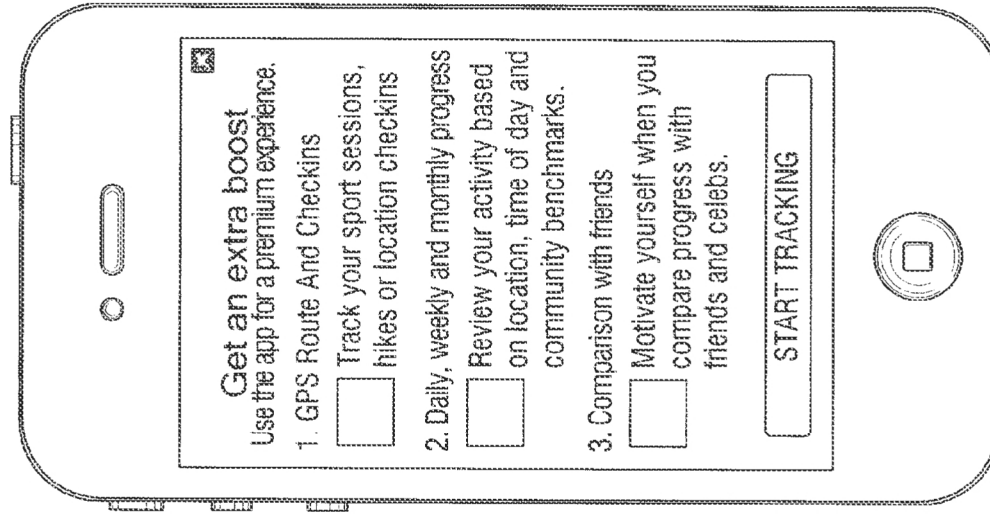 Get an extra boost
Use the app for a premium experience.
1. GPS Route And Checkins
Track your sport sessions,
hikes or location checkins
2. Daily, weekly and monthly progress
Review your activity based
on location, time of day and
community benchmarks.
3. Comparison with friends
Motivate yourself when you
compare progress with
friends and celebs.
START TRACKING